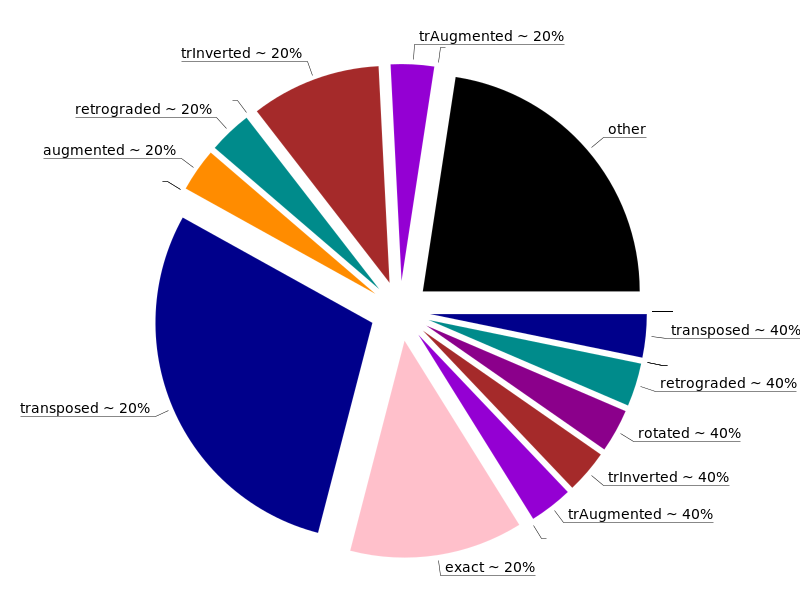 trAugmented ~ 20%
trInverted ~ 20%
retrograded ~ 20%
other
augmented ~ 20%
transposed ~ 40%
retrograded ~ 40%
transposed ~ 20%
rotated ~ 40%
trInverted ~ 40%
trAugmented ~ 40%
exact ~ 20%